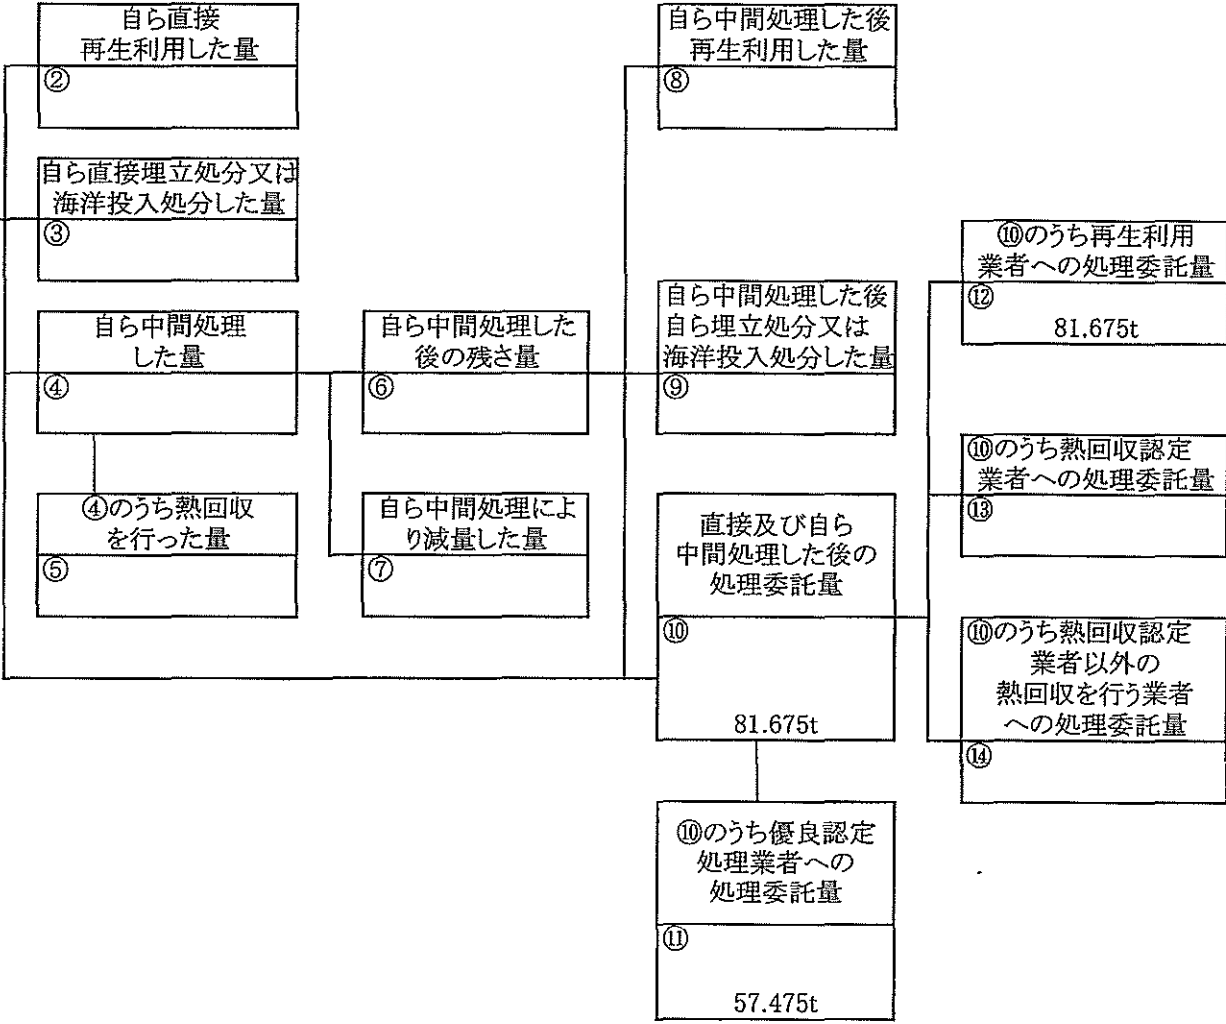 自ら直接
再生利用した量
②
自ら直接埋立処分又は
海洋投入処分した量
③
自ら中間処理
した量
④
④のうち熱回収
を行った量
⑤
自ら中間処理した
後の残さ量
⑥
自ら中間処理によ
り減量した量
⑦
自ら中間処理した後
再生利用した量
⑧
自ら中間処理した後
自ら埋立処分又は
海洋投入処分した量
⑨
直接及び自ら
中間処理した後の
処理委託量
⑩
81.675t
⑩のうち優良認定
処理業者への
処理委託量
⑪
57.475t
⑩のうち再生利用
業者への処理委託量
⑫
81.675t
⑩のうち熱回収認定
業者への処理委託量
⑬
⑩のうち熱回収認定
業者以外の
熱回収を行う業者
への処理委託量
⑭